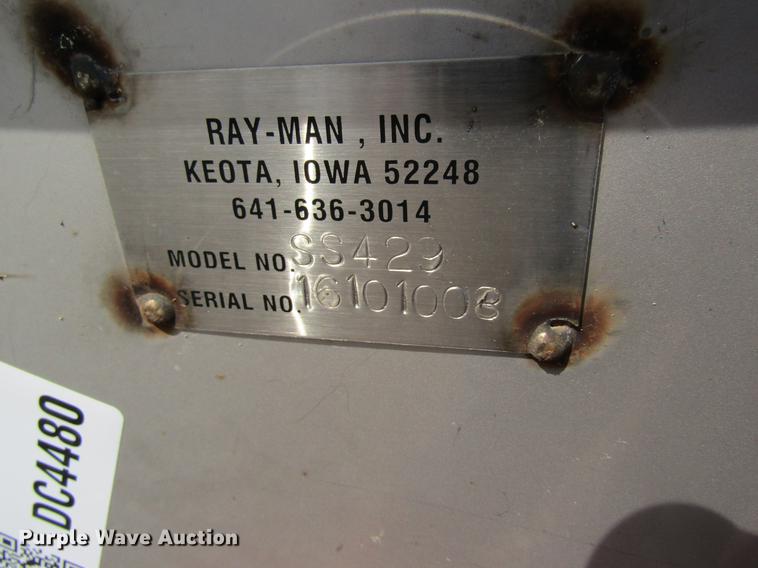 RAY-MAN , INC.
KEOTA, IOWA 52248
641-636-3014
MODEL NO. SS429
SERIAL NO. 16101008
DC4480
Purple Wave Auction